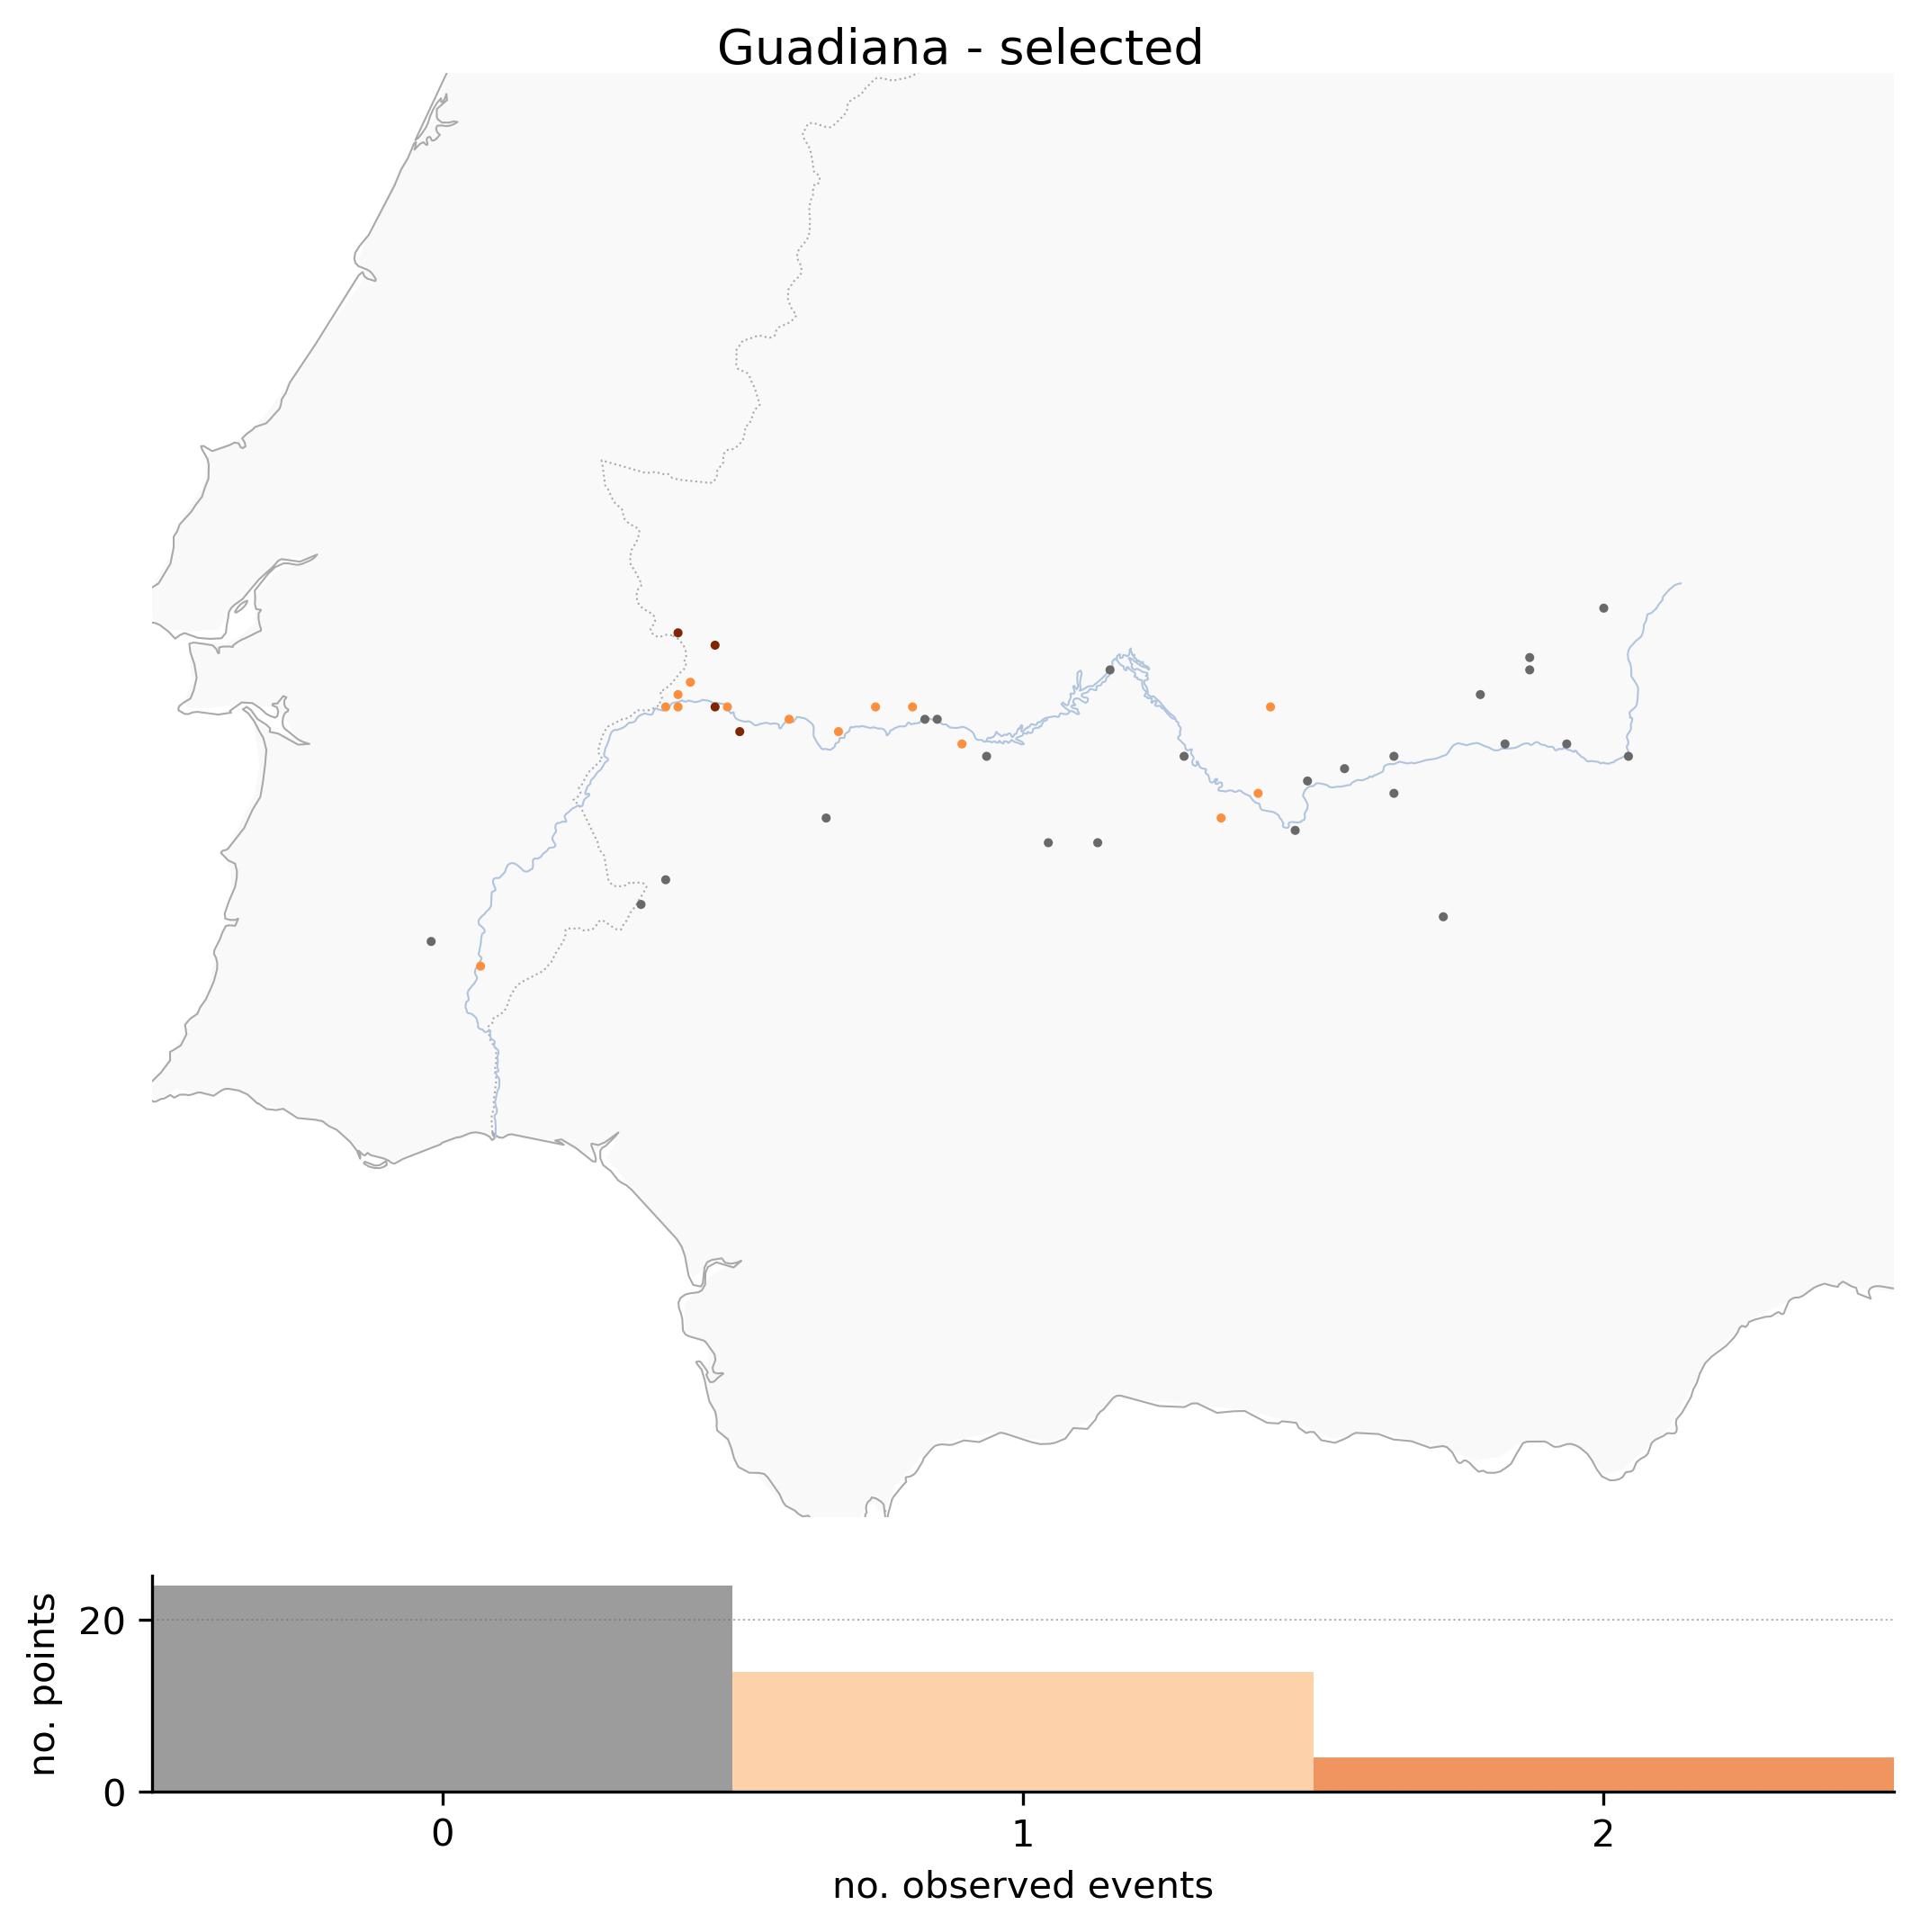 Guadiana - selected
no. points
20
0
0 1 2
no. observed events